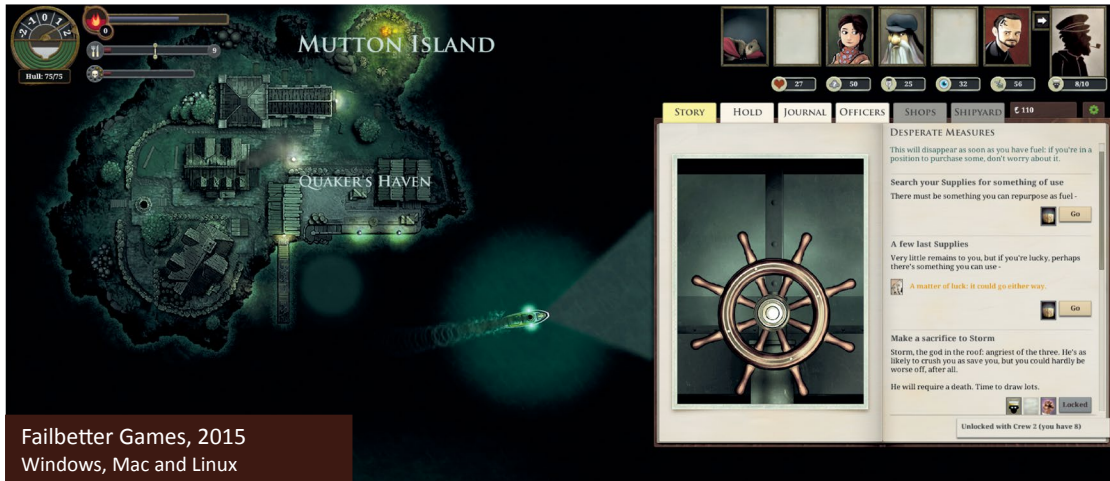 -2 -1 0 1 2
Hull: 75/75
0
9
MUTTON ISLAND
QUAKER'S HAVEN
27
50
25
32
56
8/10
STORY
HOLD
JOURNAL
OFFICERS
SHOPS
SHIPYARD
£ 110
DESPERATE MEASURES
This will disappear as soon as you have fuel: if you're in a
position to purchase some, don't worry about it.
Search your Supplies for something of use
There must be something you can repurpose as fuel -
Go
A few last Supplies
Very little remains to you, but if you're lucky, perhaps
there's something you can use -
A matter of luck: it could go either way.
Go
Make a sacrifice to Storm
Storm, the god in the roof: angriest of the three. He's as
likely to crush you as save you, but you could hardly be
worse off, after all.
He will require a death. Time to draw lots.
Locked
Unlocked with Crew 2 (you have 8)
Failbetter Games, 2015
Windows, Mac and Linux